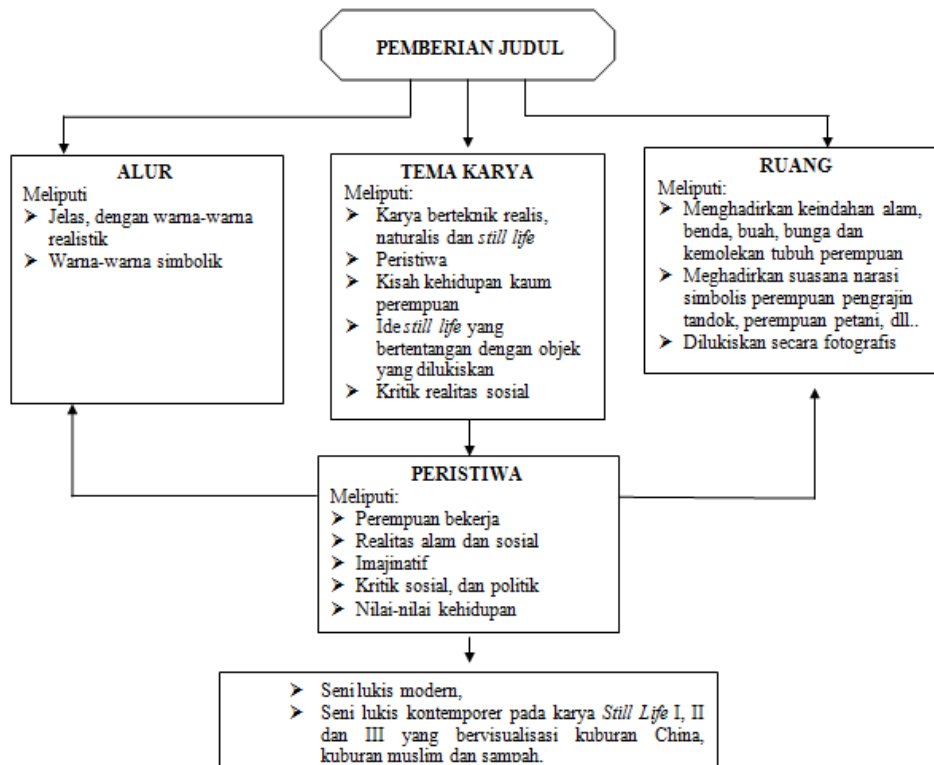 PEMBERIAN JUDUL
ALUR
Meliputi
➢ Jelas, dengan warna-warna
realistik
➢ Warna-warna simbolik
TEMA KARYA
Meliputi:
➢ Karya berteknik realis,
naturalis dan still life
➢ Peristiwa
➢ Kisah kehidupan kaum
perempuan
➢ Ide still life yang
bertentangan dengan objek
yang dilukiskan
➢ Kritik realitas sosial
RUANG
Meliputi:
➢ Menghadirkan keindahan alam,
benda, buah, bunga dan
kemolekan tubuh perempuan
➢ Meghadirkan suasana narasi
simbolis perempuan pengrajin
tandok, perempuan petani, dll..
➢ Dilukiskan secara fotografis
PERISTIWA
Meliputi:
➢ Perempuan bekerja
➢ Realitas alam dan sosial
➢ Imajinatif
➢ Kritik sosial, dan politik
➢ Nilai-nilai kehidupan
➢ Seni lukis modern,
➢ Seni lukis kontemporer pada karya Still Life I, II
dan III yang bervisualisasi kuburan China,
kuburan muslim dan sampah.